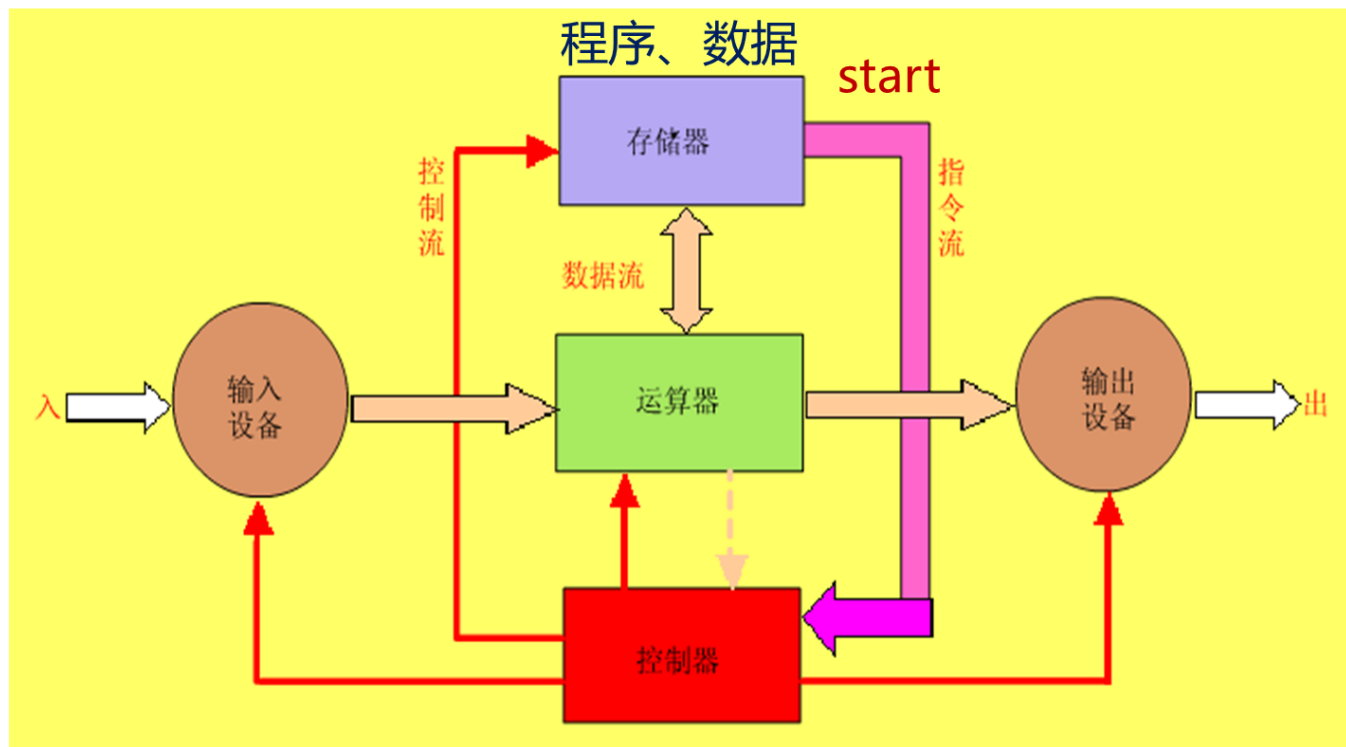 程序、数据
start
存储器
控制流
指令流
数据流
入
输入
设备
运算器
输出
设备
出
控制器